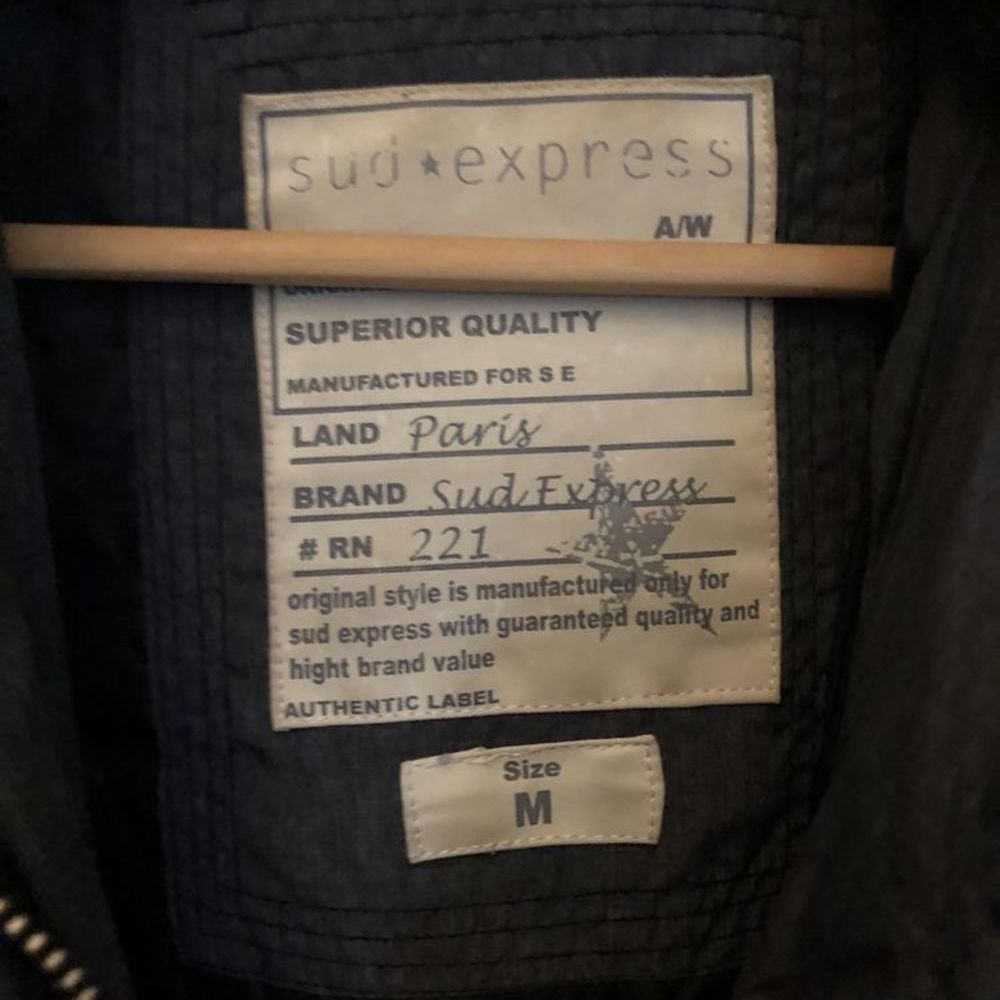 sud★express
A/W
SUPERIOR QUALITY
MANUFACTURED FOR S E
LAND Paris
BRAND Sud Express
# RN 221
original style is manufactured only for
sud express with guaranteed quality and
hight brand value
AUTHENTIC LABEL
Size
M